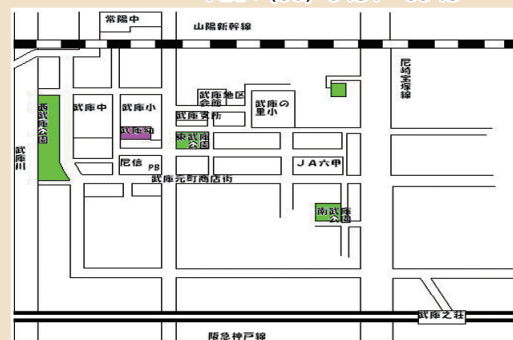 常陽中
山陽新幹線
尼崎宝塚線
西武庫公園
武庫中
武庫小
武庫地区
会館
武庫の
里小
武庫支所
武庫幼
東武庫
公園
武庫川
尼信
PB
JA六甲
武庫元町商店街
南武庫
公園
武庫之荘
阪急神戸線